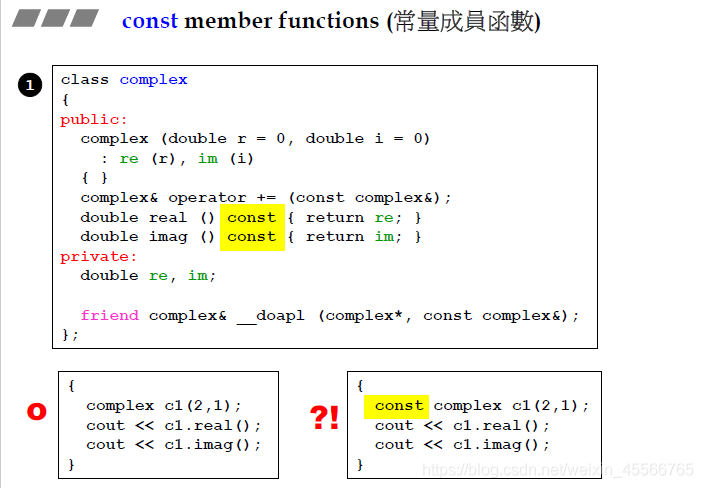 const member functions (常量成員函數)
1
class complex
{
public:
  complex (double r = 0, double i = 0)
    : re (r), im (i)
  { }
  complex& operator += (const complex&);
  double real () const { return re; }
  double imag () const { return im; }
private:
  double re, im;
  friend complex& __doapl (complex*, const complex&);
};
O
{
  complex c1(2,1);
  cout << c1.real();
  cout << c1.imag();
}
?!
{
  const complex c1(2,1);
  cout << c1.real();
  cout << c1.imag();
}
https://blog.csdn.net/weixin_45566765